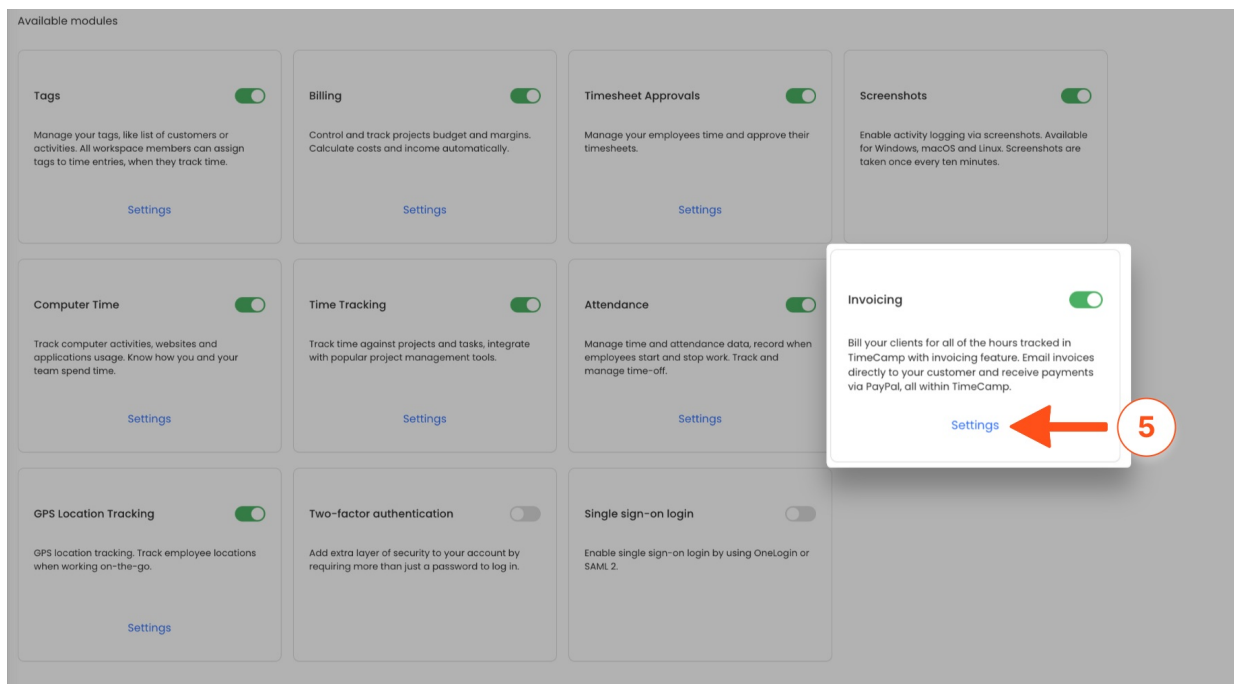 Available modules
Tags
Manage your tags, like list of customers or
activities. All workspace members can assign
tags to time entries, when they track time.
Settings
Billing
Control and track projects budget and margins.
Calculate costs and income automatically.
Settings
Timesheet Approvals
Manage your employees time and approve their
timesheets.
Settings
Screenshots
Enable activity logging via screenshots. Available
for Windows, macOS and Linux. Screenshots are
taken once every ten minutes.
Computer Time
Track computer activities, websites and
applications usage. Know how you and your
team spend time.
Settings
Time Tracking
Track time against projects and tasks, integrate
with popular project management tools.
Settings
Attendance
Manage time and attendance data, record when
employees start and stop work. Track and
manage time-off.
Settings
Invoicing
Bill your clients for all of the hours tracked in
TimeCamp with invoicing feature. Email invoices
directly to your customer and receive payments
via PayPal, all within TimeCamp.
Settings
5
GPS Location Tracking
GPS location tracking. Track employee locations
when working on-the-go.
Settings
Two-factor authentication
Add extra layer of security to your account by
requiring more than just a password to log in.
Single sign-on login
Enable single sign-on login by using OneLogin or
SAML 2.